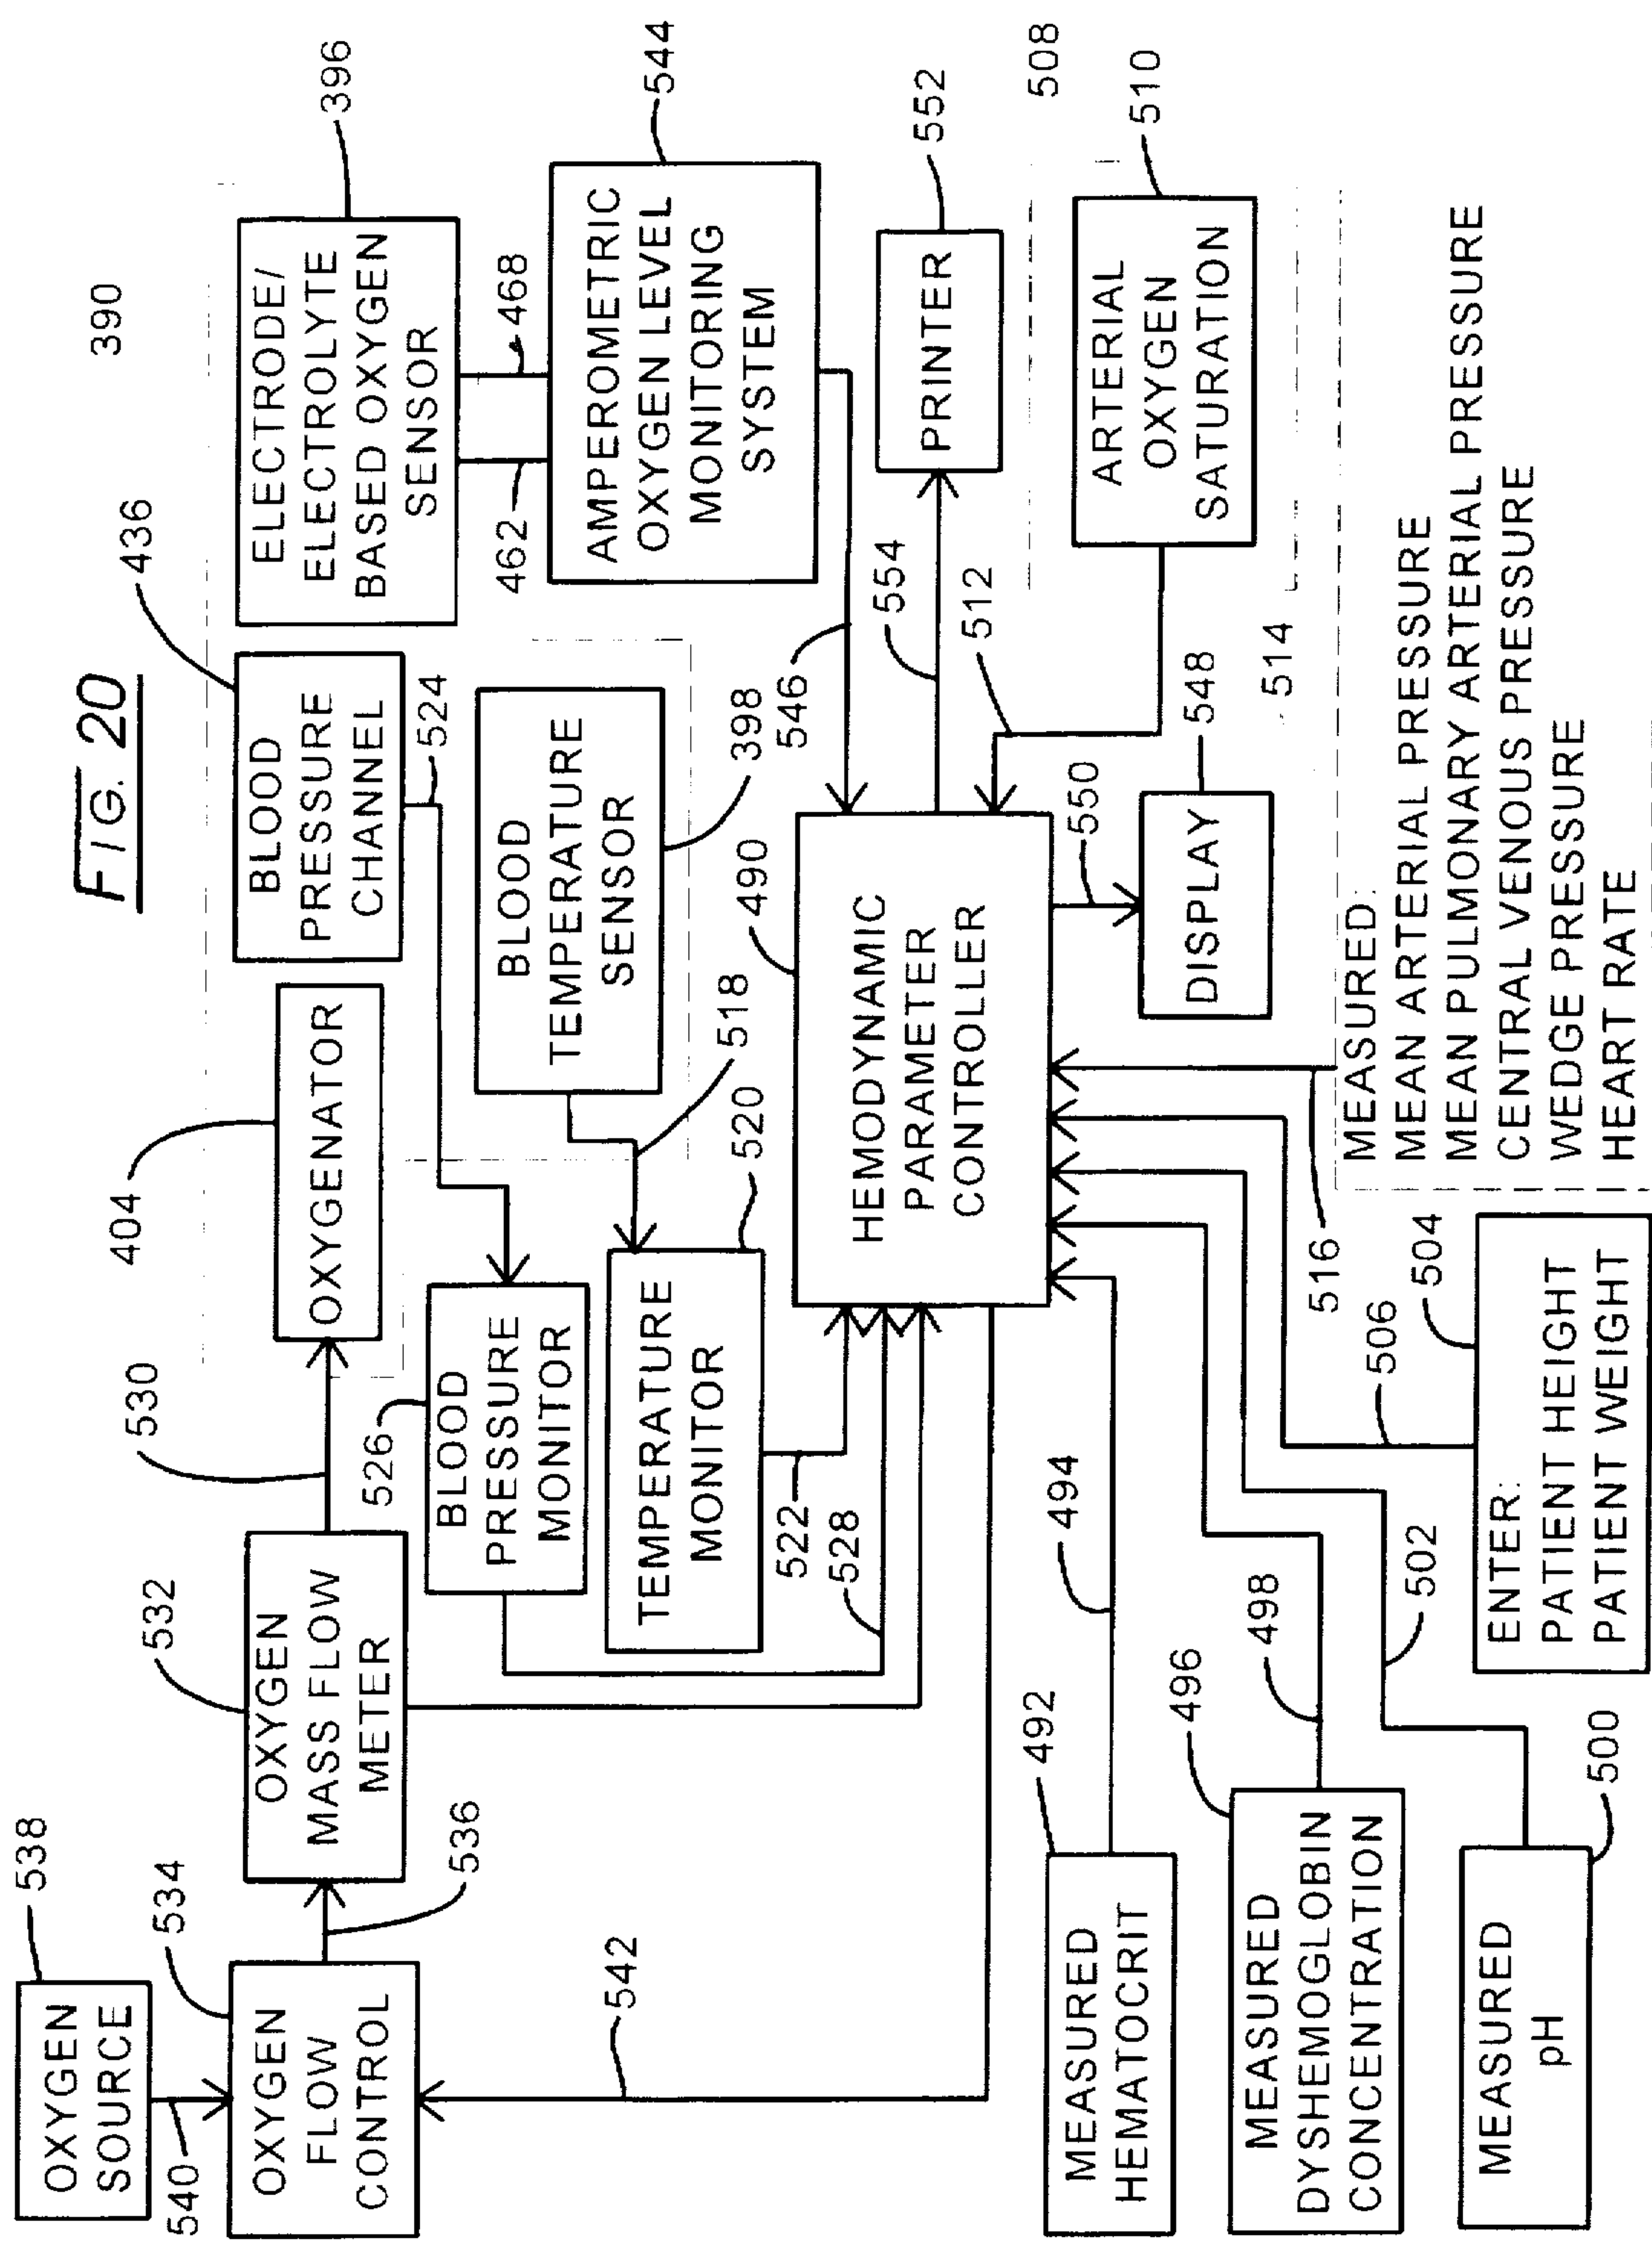 FIG. 20
390
538
OXYGEN
SOURCE
540
534
OXYGEN
FLOW
CONTROL
536
532
OXYGEN
MASS FLOW
METER
530
404
OXYGENATOR
436
BLOOD
PRESSURE
CHANNEL
524
396
ELECTRODE/
ELECTROLYTE
BASED OXYGEN
SENSOR
462
468
544
AMPEROMETRIC
OXYGEN LEVEL
MONITORING
SYSTEM
546
526
BLOOD
PRESSURE
MONITOR
BLOOD
TEMPERATURE
SENSOR
398
518
520
TEMPERATURE
MONITOR
522
528
542
490
HEMODYNAMIC
PARAMETER
CONTROLLER
554
552
PRINTER
512
508
510
ARTERIAL
OXYGEN
SATURATION
550
548
DISPLAY
514
492
MEASURED
HEMATOCRIT
494
496
MEASURED
DYSHEMOGLOBIN
CONCENTRATION
498
500
MEASURED
pH
502
504
ENTER:
PATIENT HEIGHT
PATIENT WEIGHT
506
516
MEASURED:
MEAN ARTERIAL PRESSURE
MEAN PULMONARY ARTERIAL PRESSURE
CENTRAL VENOUS PRESSURE
WEDGE PRESSURE
HEART RATE